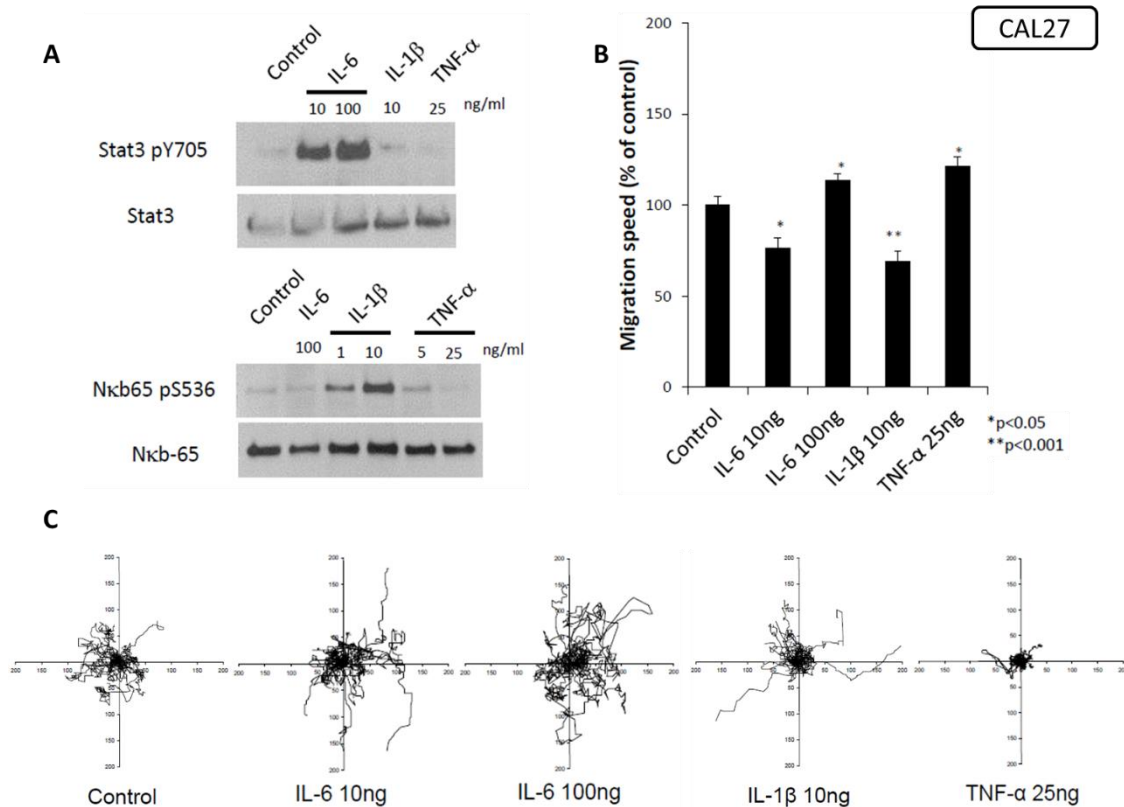 CAL27
A
Control
IL-6
IL-1β
TNF-α
10
100
10
25
ng/ml
Stat3 pY705
Stat3
Control
IL-6
IL-1β
TNF-α
100
1
10
5
25
ng/ml
Nκb65 pS536
Nκb-65
B
Migration speed (% of control)
200
150
100
50
0
*
*
**
*
Control
IL-6 10ng
IL-6 100ng
IL-1β 10ng
TNF-α 25ng
*p<0.05
**p<0.001
C
Control
IL-6 10ng
IL-6 100ng
IL-1β 10ng
TNF-α 25ng